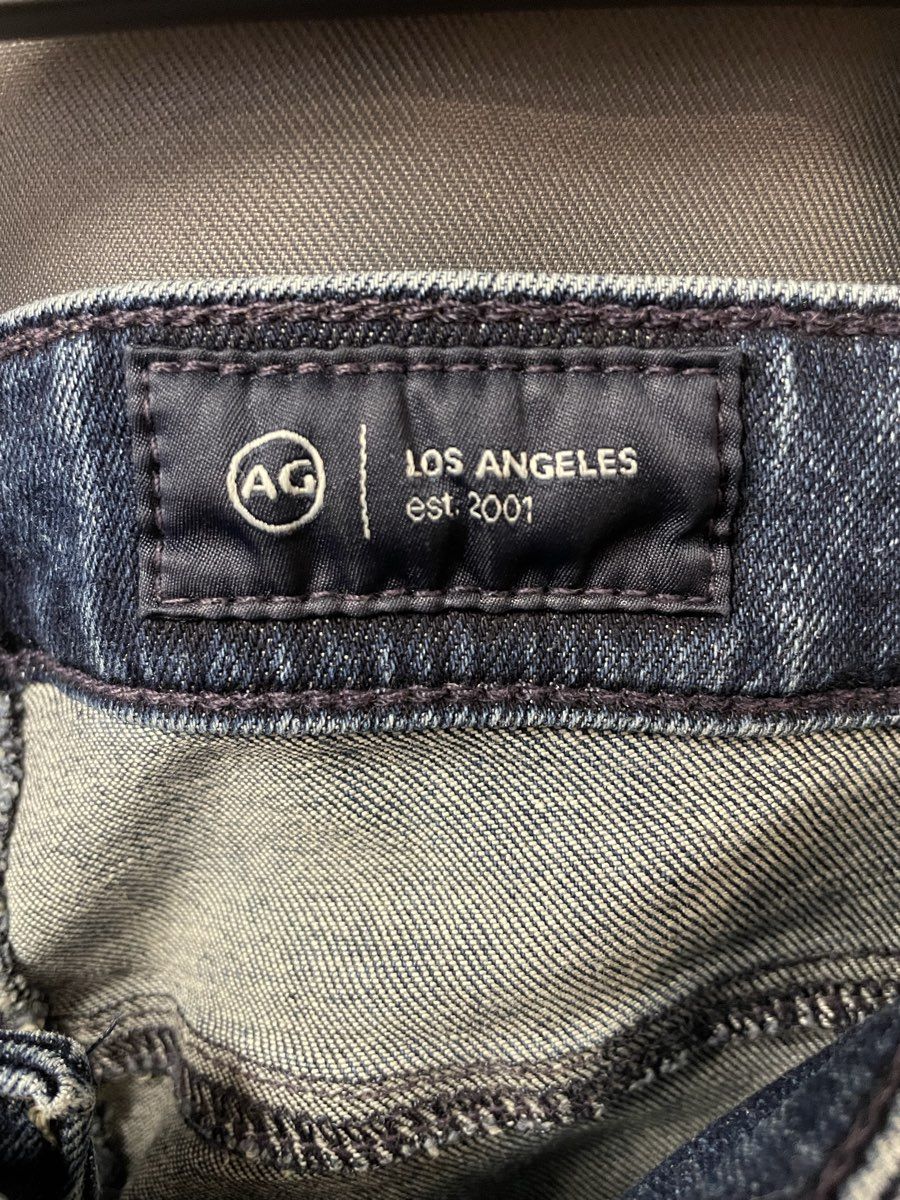 AG
LOS ANGELES
est. 2001